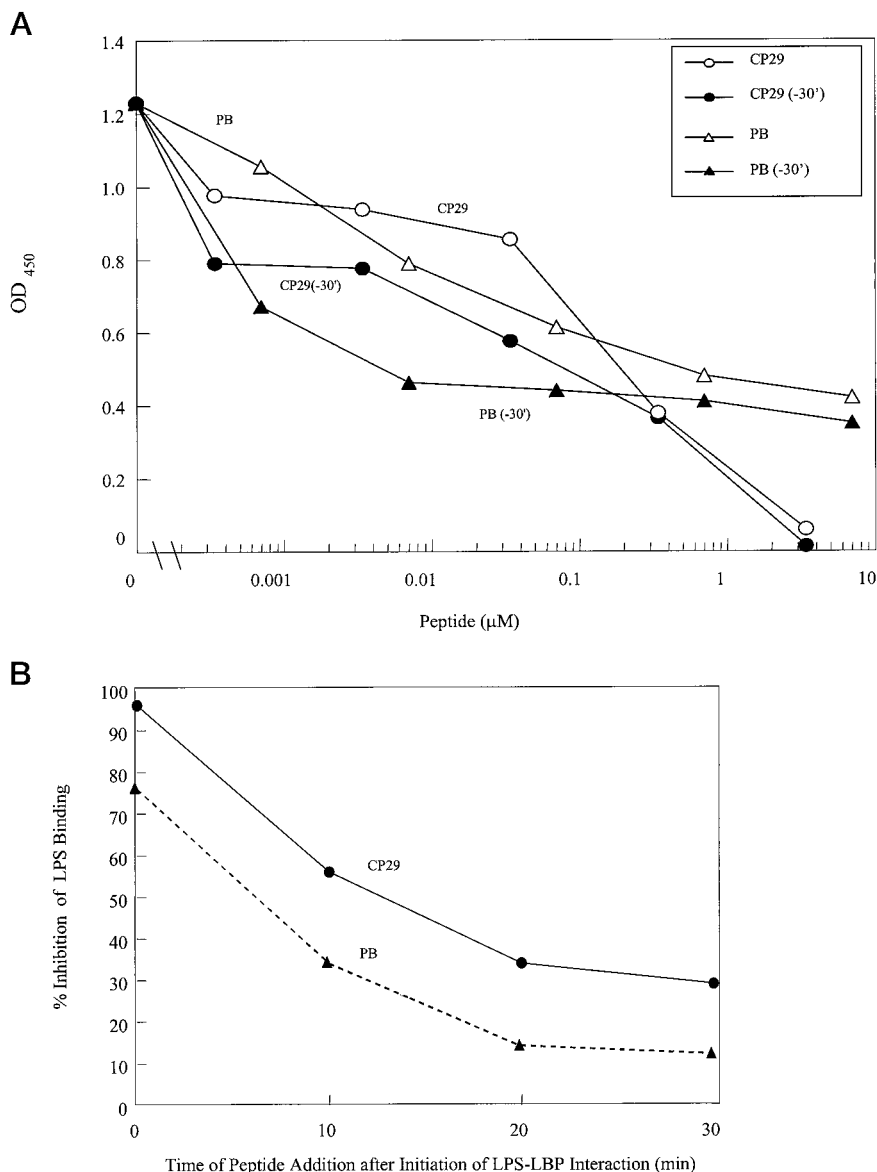 A
1.4
1.2
1.0
0.8
0.6
0.4
0.2
0
OD 450
PB
CP29
CP29(-30')
PB (-30')
CP29
CP29 (-30')
PB
PB (-30')
0 0.001 0.01 0.1 1 10
Peptide (μM)
B
100
90
80
70
60
50
40
30
20
10
0
% Inhibition of LPS Binding
CP29
PB
0 10 20 30
Time of Peptide Addition after Initiation of LPS-LBP Interaction (min)